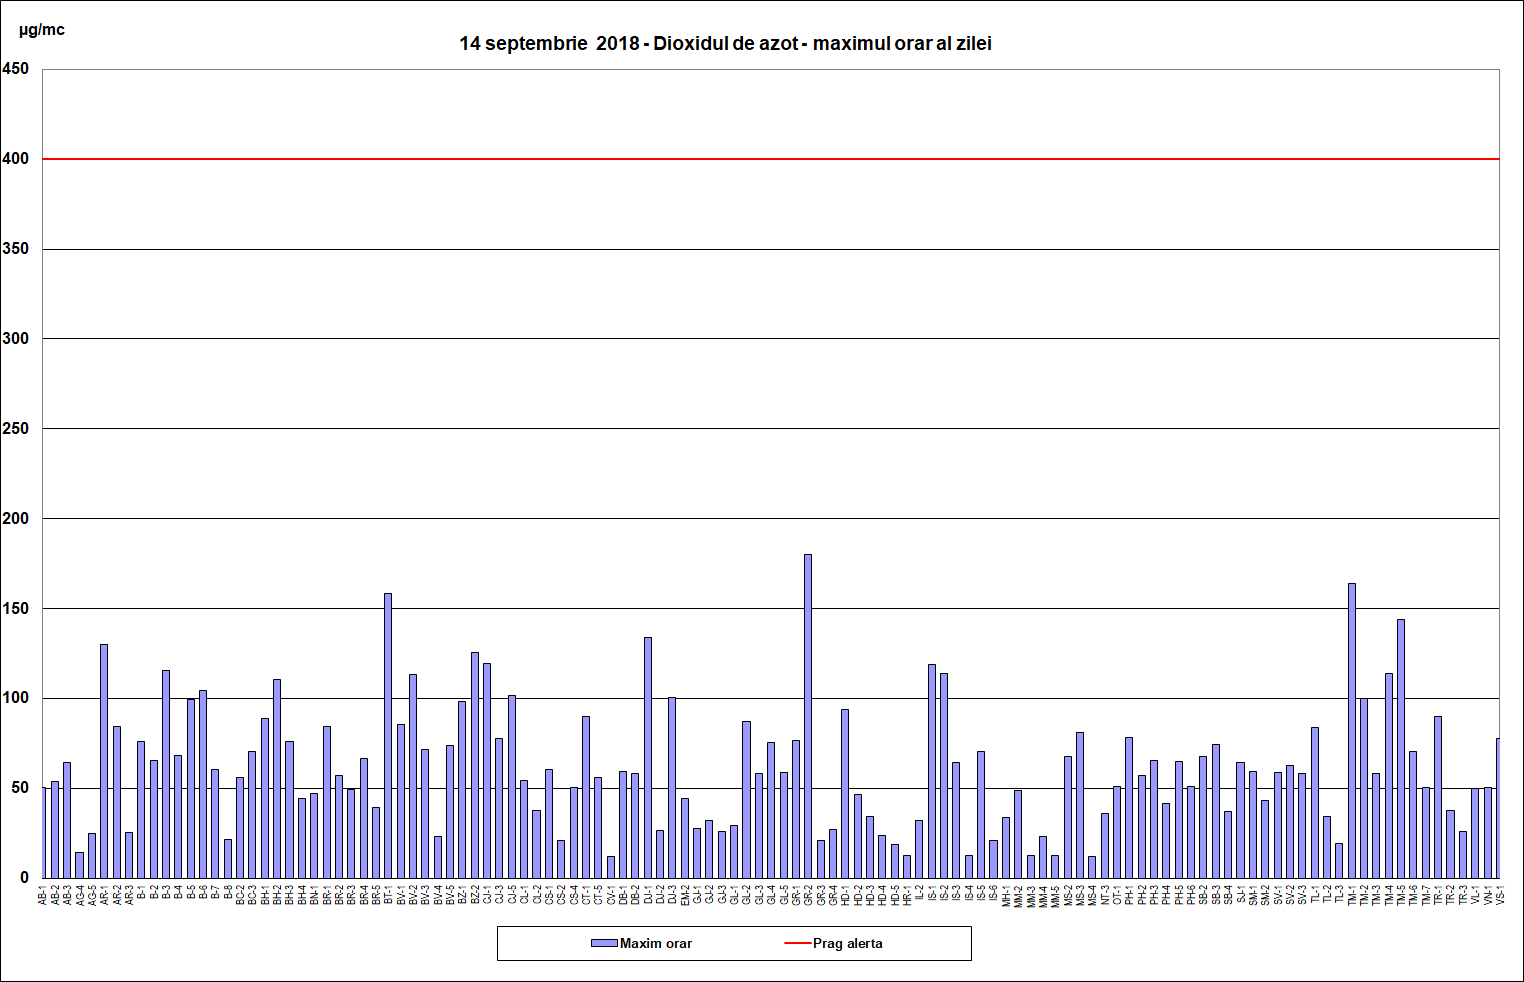 µg/mc
14 septembrie 2018 - Dioxidul de azot - maximul orar al zilei
450
400
350
300
250
200
150
100
50
0
AB-1 AB-2 AB-3 AG-4 AG-5 AR-1 AR-2 AR-3 B-1 B-2 B-3 B-4 B-5 B-6 B-7 B-8 BC-2 BC-3 BH-1 BH-2 BH-3 BH-4 BN-1 BR-1 BR-2 BR-3 BR-4 BR-5 BT-1 BV-1 BV-2 BV-3 BV-4 BV-5 BZ-1 BZ-2 CJ-1 CJ-3 CJ-5 CL-1 CL-2 CS-1 CS-2 CS-4 CT-1 CT-5 CV-1 DB-1 DB-2 DJ-1 DJ-2 DJ-3 EM-2 GJ-1 GJ-2 GJ-3 GL-1 GL-2 GL-3 GL-4 GL-5 GR-1 GR-2 GR-3 GR-4 HD-1 HD-2 HD-3 HD-4 HD-5 HR-1 IL-2 IS-1 IS-2 IS-3 IS-4 IS-5 IS-6 MH-1 MM-2 MM-3 MM-4 MM-5 MS-2 MS-3 MS-4 NT-3 OT-1 PH-1 PH-2 PH-3 PH-4 PH-5 PH-6 SB-2 SB-3 SB-4 SJ-1 SM-1 SM-2 SV-1 SV-2 SV-3 TL-1 TL-2 TL-3 TM-1 TM-2 TM-3 TM-4 TM-5 TM-6 TM-7 TR-1 TR-2 TR-3 VL-1 VN-1 VS-1
Maxim orar
Prag alerta